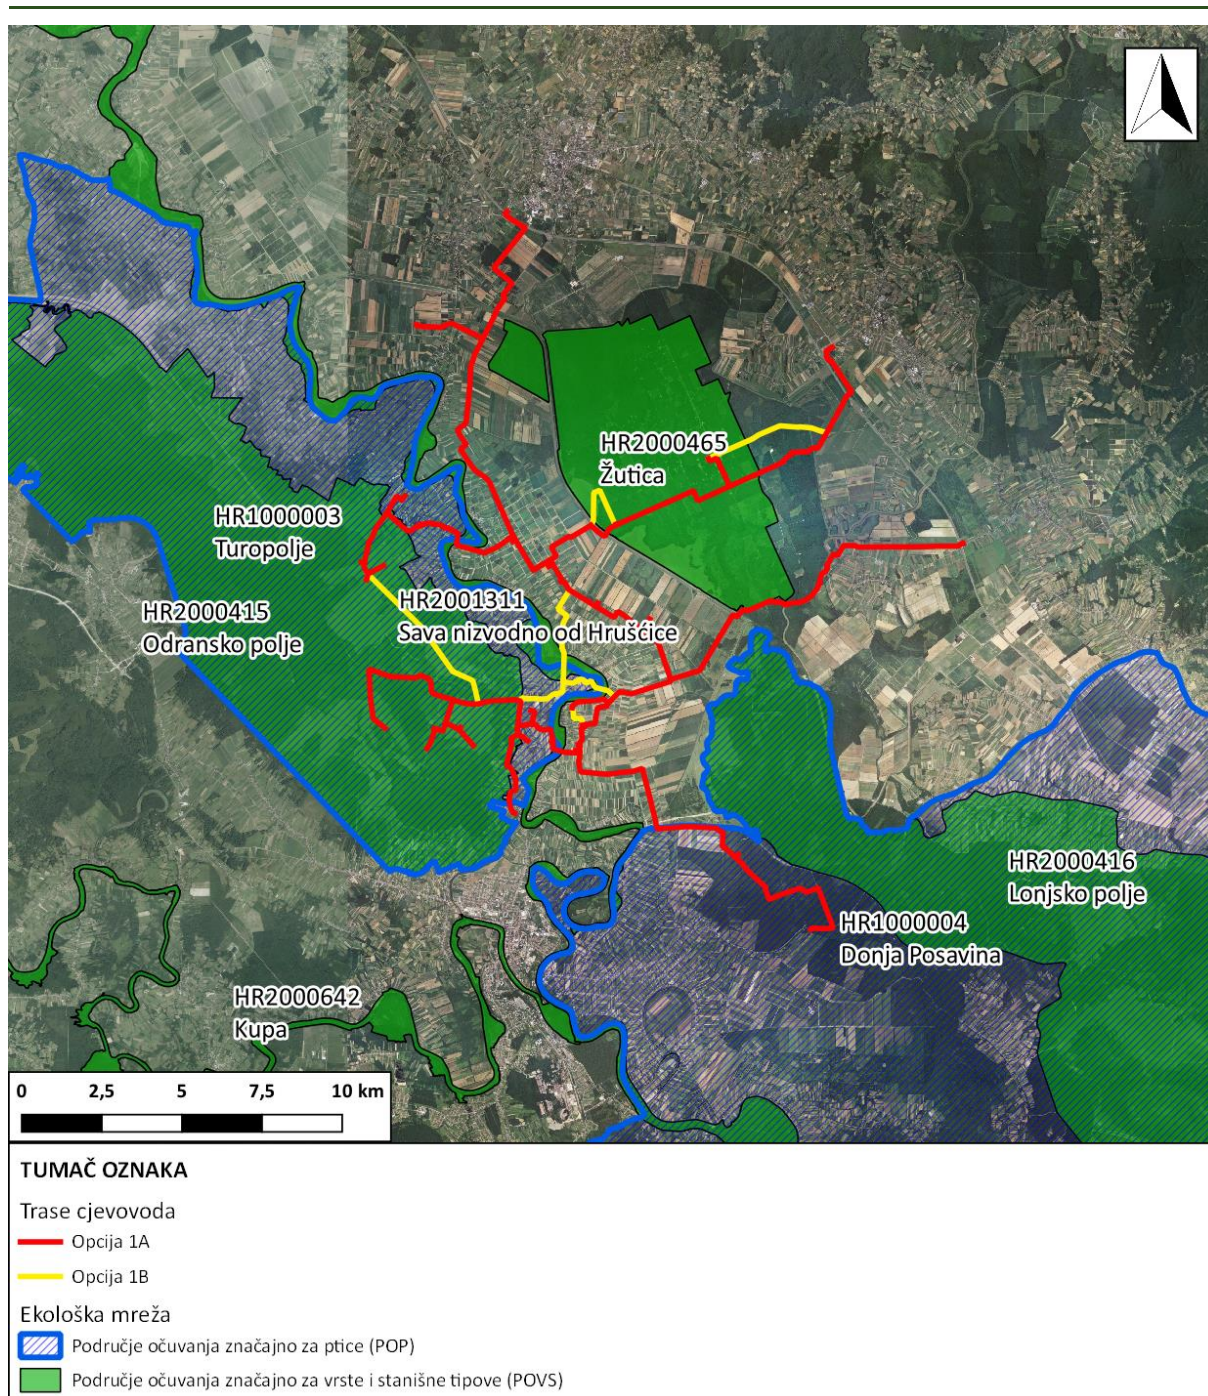 HR2000465
Žutica
HR1000003
Turopolje
HR2001311
Sava nizvodno od Hrušćice
HR2000415
Odransko polje
HR2000416
Lonjsko polje
HR1000004
Donja Posavina
HR2000642
Kupa
0 2,5 5 7,5 10 km
TUMAČ OZNAKA
Trase cjevovoda
Opcija 1A
Opcija 1B
Ekološka mreža
Područje očuvanja značajno za ptice (POP)
Područje očuvanja značajno za vrste i stanišne tipove (POVS)